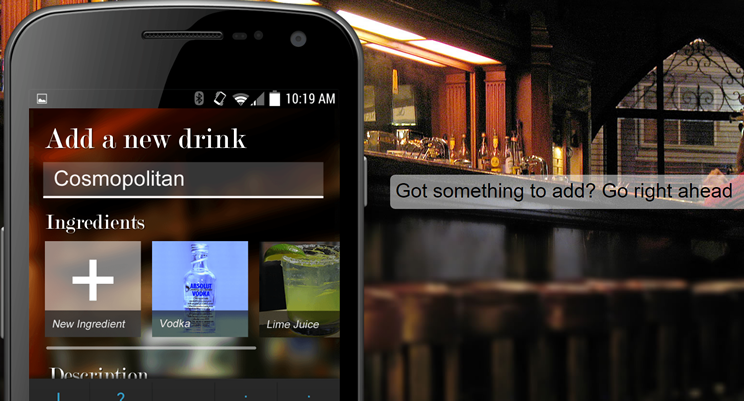 10:19 AM
Add a new drink
Cosmopolitan
Got something to add? Go right ahead
Ingredients
ABSOLUT
VODKA
New Ingredient
Vodka
Lime Juice
Description
!
?